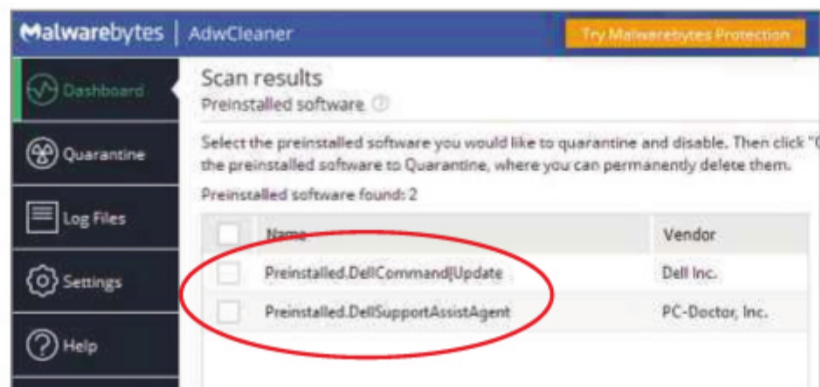 Malwarebytes | AdwCleaner
Try Malwarebytes Protection
Dashboard
Quarantine
Log Files
Settings
Help
Scan results
Preinstalled software ?
Select the preinstalled software you would like to quarantine and disable. Then click "
the preinstalled software to Quarantine, where you can permanently delete them.
Preinstalled software found: 2
Name Vendor
Preinstalled.DellCommand|Update Dell Inc.
Preinstalled.DellSupportAssistAgent PC-Doctor, Inc.